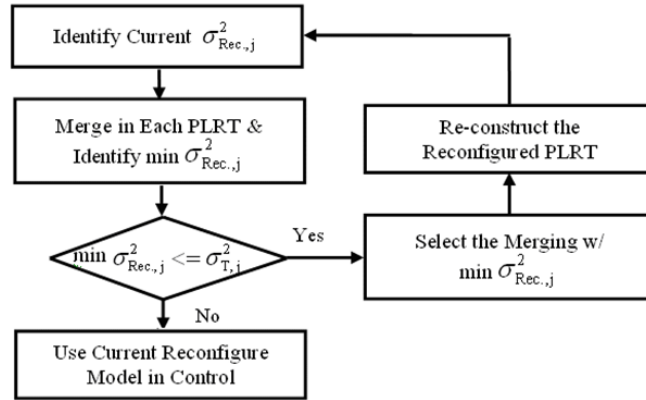 Identify Current σ²Rec.,j
Merge in Each PLRT &
Identify min σ²Rec.,j
min σ²Rec.,j <= σ²T,j
Yes
No
Use Current Reconfigure
Model in Control
Select the Merging w/
min σ²Rec.,j
Re-construct the
Reconfigured PLRT